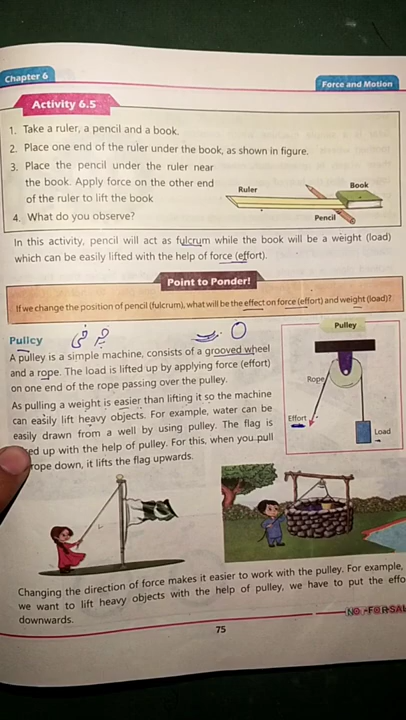 Chapter 6
Force and Motion
Activity 6.5
1. Take a ruler, a pencil and a book.
2. Place one end of the ruler under the book, as shown in figure.
3. Place the pencil under the ruler near
the book. Apply force on the other end
of the ruler to lift the book
4. What do you observe?
Ruler
Book
Pencil
In this activity, pencil will act as fulcrum while the book will be a weight (load)
which can be easily lifted with the help of force (effort).
Point to Ponder!
If we change the position of pencil (fulcrum), what will be the effect on force (effort) and weight (load)?
Pulley
A pulley is a simple machine, consists of a grooved wheel
and a rope. The load is lifted up by applying force (effort)
on one end of the rope passing over the pulley.
As pulling a weight is easier than lifting it so the machine
can easily lift heavy objects. For example, water can be
easily drawn from a well by using pulley. The flag is
ed up with the help of pulley. For this, when you pull
rope down, it lifts the flag upwards.
Pulley
Rope
Effort
Load
Changing the direction of force makes it easier to work with the pulley. For example,
we want to lift heavy objects with the help of pulley, we have to put the effo
downwards.
NO -FOR SAL
75